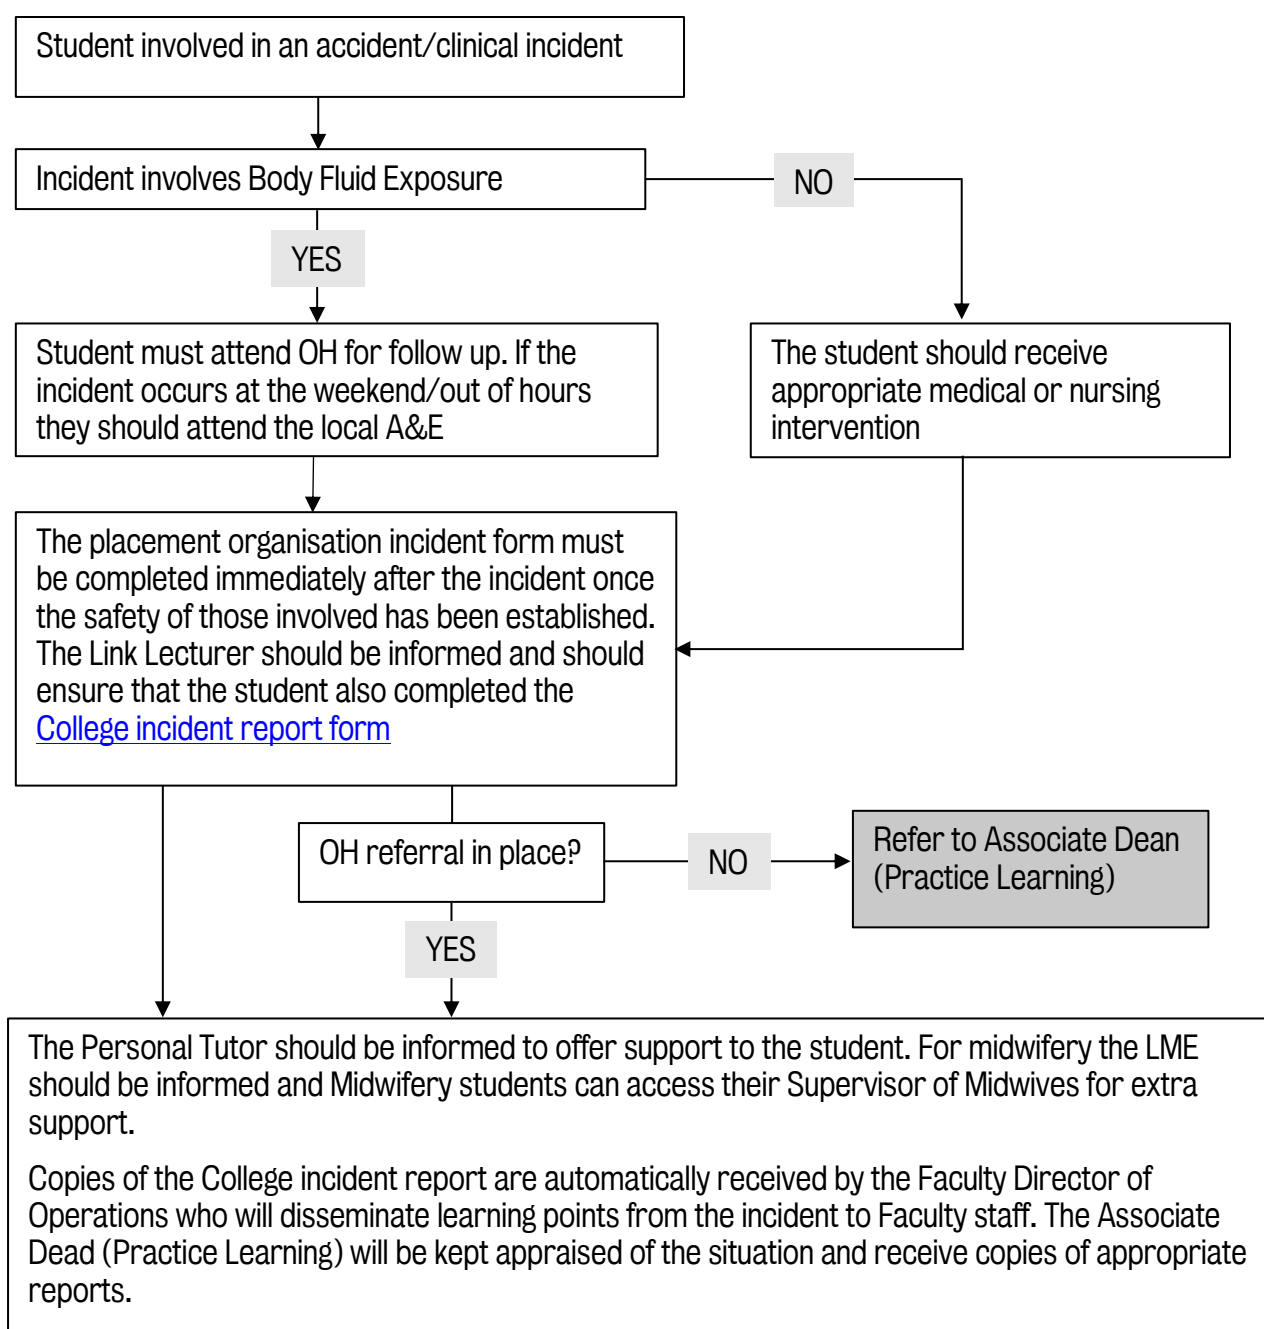 Student involved in an accident/clinical incident
Incident involves Body Fluid Exposure
NO
YES
Student must attend OH for follow up. If the
incident occurs at the weekend/out of hours
they should attend the local A&E
The student should receive
appropriate medical or nursing
intervention
The placement organisation incident form must
be completed immediately after the incident once
the safety of those involved has been established.
The Link Lecturer should be informed and should
ensure that the student also completed the
College incident report form
OH referral in place?
NO
Refer to Associate Dean
(Practice Learning)
YES
The Personal Tutor should be informed to offer support to the student. For midwifery the LME
should be informed and Midwifery students can access their Supervisor of Midwives for extra
support.
Copies of the College incident report are automatically received by the Faculty Director of
Operations who will disseminate learning points from the incident to Faculty staff. The Associate
Dead (Practice Learning) will be kept appraised of the situation and receive copies of appropriate
reports.